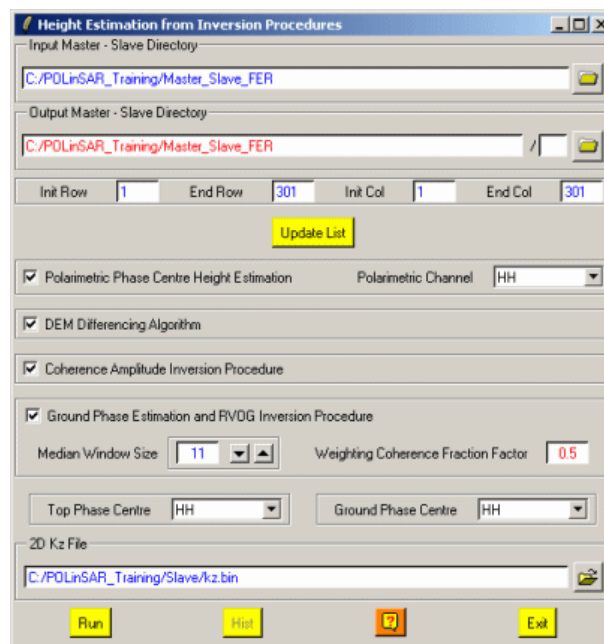 Height Estimation from Inversion Procedures
Input Master - Slave Directory
C:/POLinSAR_Training/Master_Slave_FER
Output Master - Slave Directory
C:/POLinSAR_Training/Master_Slave_FER /
Init Row 1 End Row 301 Init Col 1 End Col 301
Update List
Polarimetric Phase Centre Height Estimation Polarimetric Channel HH
DEM Differencing Algorithm
Coherence Amplitude Inversion Procedure
Ground Phase Estimation and RVOG Inversion Procedure
Median Window Size 11 Weighting Coherence Fraction Factor 0.5
Top Phase Centre HH Ground Phase Centre HH
2D Kz File
C:/POLinSAR_Training/Slave/kz.bin
Run Hist ? Exit